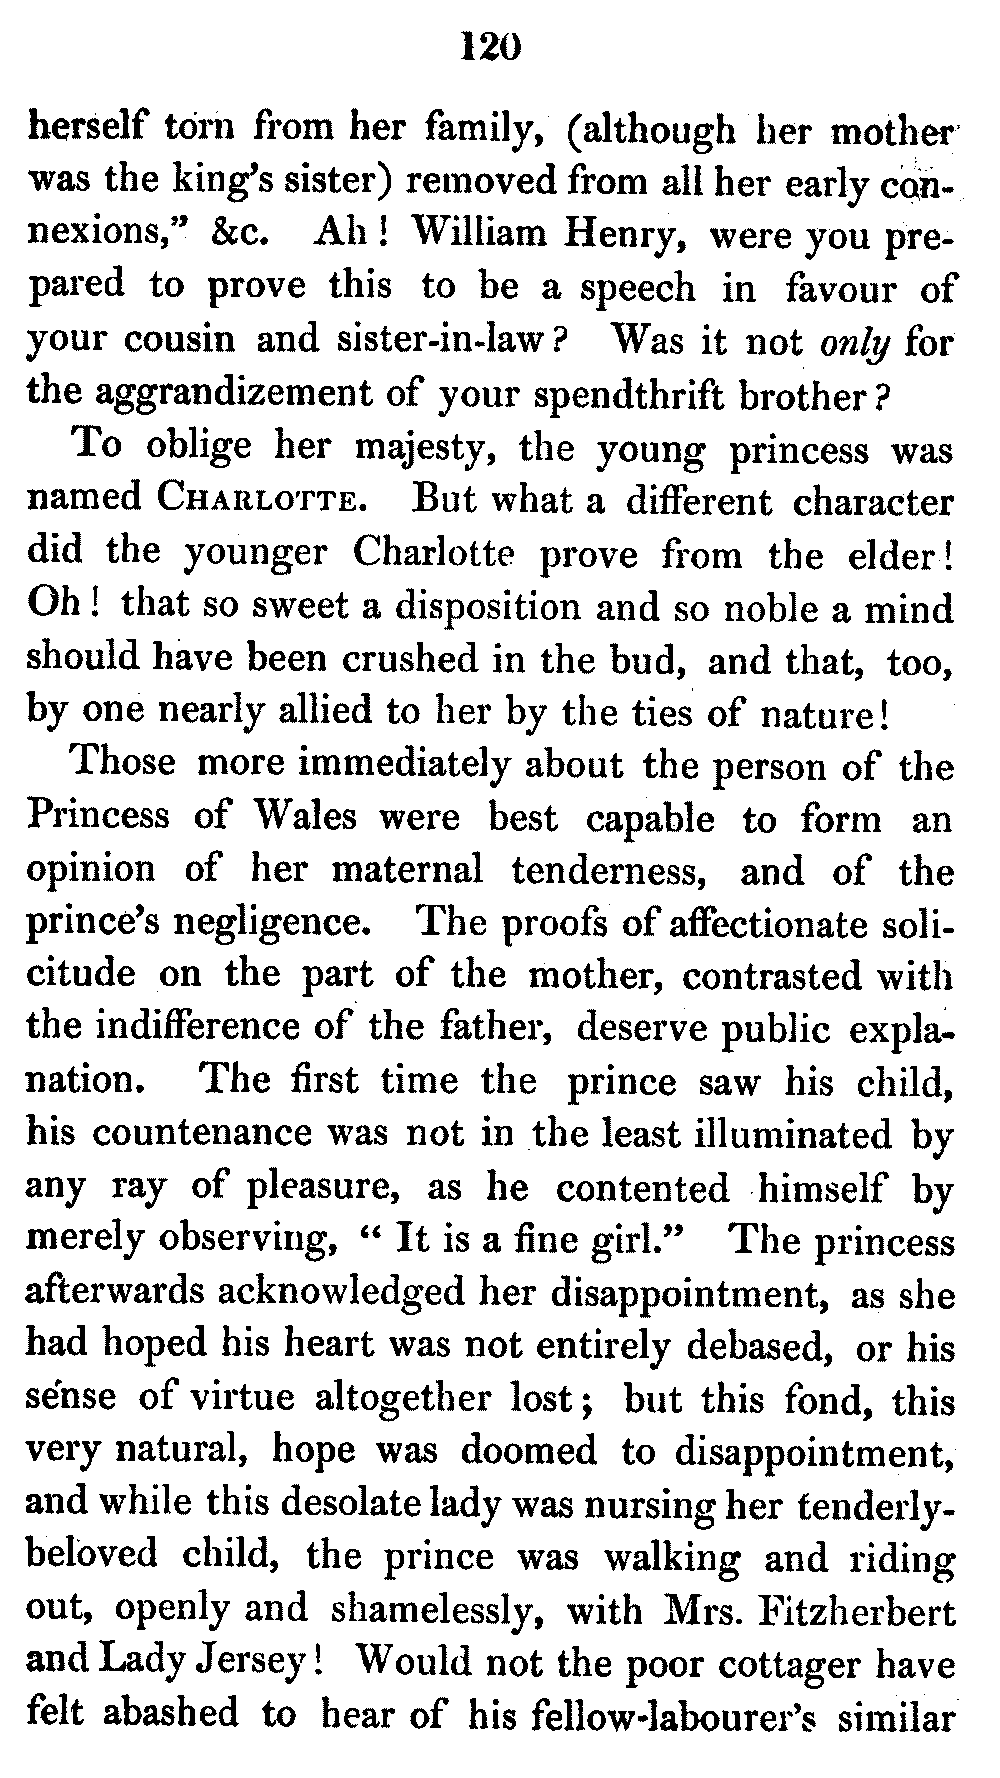 120
herself torn from her family, (although her mother
was the king's sister) removed from all her early con-
nexions," &c. Ah! William Henry, were you pre-
pared to prove this to be a speech in favour of
your cousin and sister-in-law? Was it not only for
the aggrandizement of your spendthrift brother?
To oblige her majesty, the young princess was
named CHARLOTTE. But what a different character
did the younger Charlotte prove from the elder!
Oh! that so sweet a disposition and so noble a mind
should have been crushed in the bud, and that, too,
by one nearly allied to her by the ties of nature!
Those more immediately about the person of the
Princess of Wales were best capable to form an
opinion of her maternal tenderness, and of the
prince's negligence. The proofs of affectionate soli-
citude on the part of the mother, contrasted with
the indifference of the father, deserve public expla-
nation. The first time the prince saw his child,
his countenance was not in the least illuminated by
any ray of pleasure, as he contented himself by
merely observing, "It is a fine girl." The princess
afterwards acknowledged her disappointment, as she
had hoped his heart was not entirely debased, or his
sense of virtue altogether lost; but this fond, this
very natural, hope was doomed to disappointment,
and while this desolate lady was nursing her tenderly-
beloved child, the prince was walking and riding
out, openly and shamelessly, with Mrs. Fitzherbert
and Lady Jersey! Would not the poor cottager have
felt abashed to hear of his fellow-labourer's similar